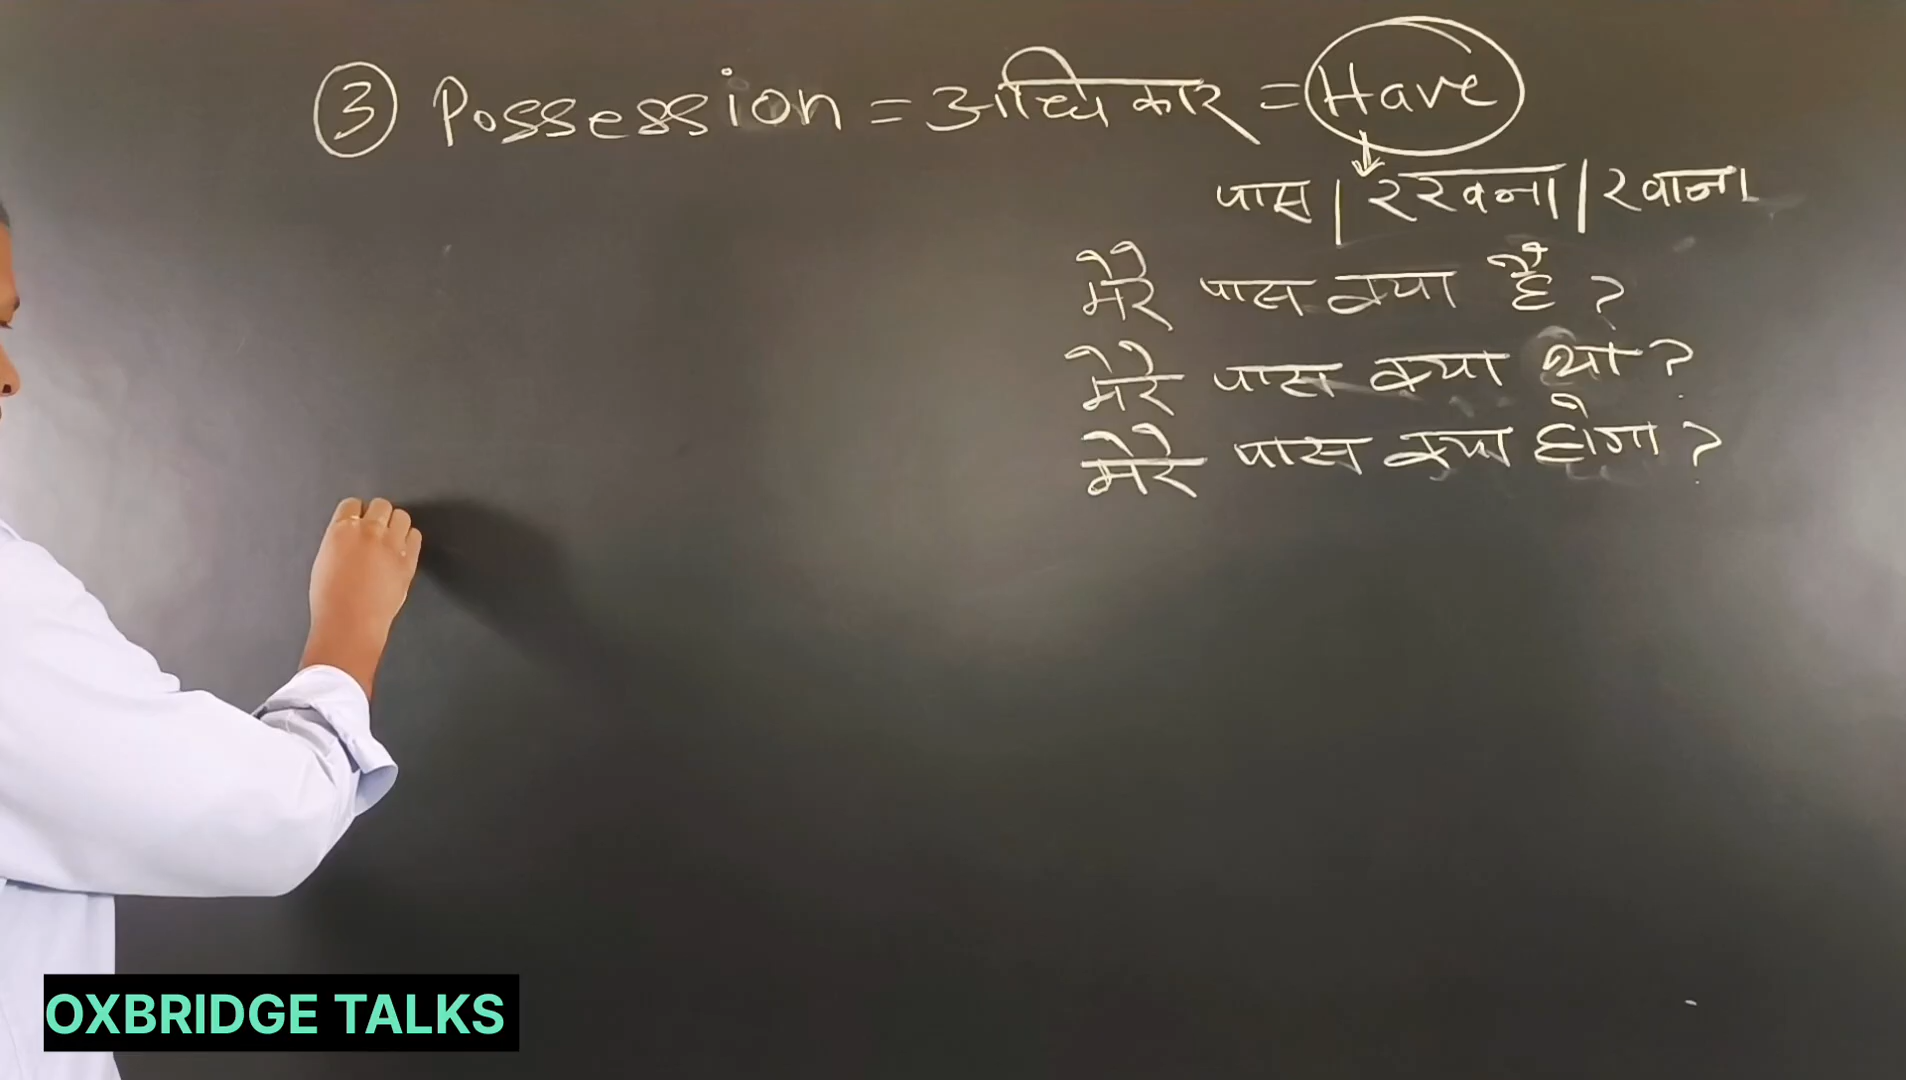 3 Possession = अधिकार = Have
पास | रखना | खाना
मेरे पास क्या है ?
मेरे पास क्या था ?
मेरे पास क्या होगा ?
OXBRIDGE TALKS